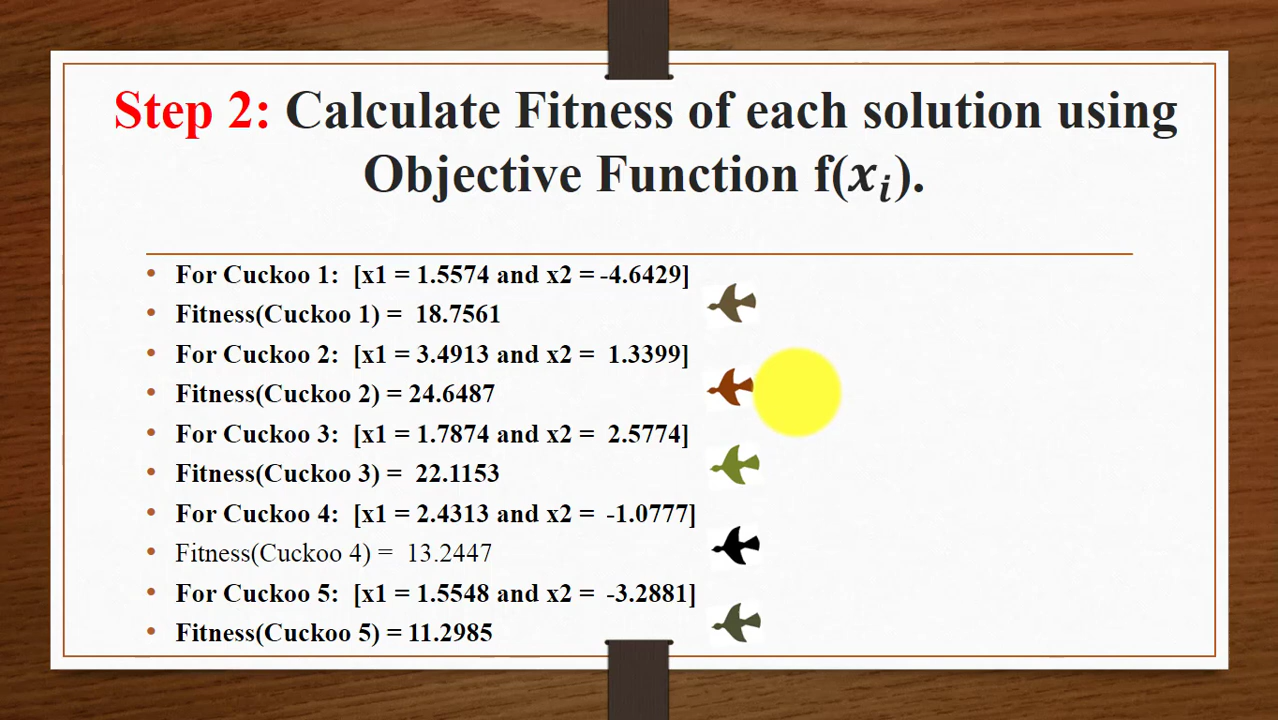 Step 2: Calculate Fitness of each solution using
Objective Function f(𝒙ᵢ).
• For Cuckoo 1: [x1 = 1.5574 and x2 = -4.6429]
• Fitness(Cuckoo 1) = 18.7561
• For Cuckoo 2: [x1 = 3.4913 and x2 = 1.3399]
• Fitness(Cuckoo 2) = 24.6487
• For Cuckoo 3: [x1 = 1.7874 and x2 = 2.5774]
• Fitness(Cuckoo 3) = 22.1153
• For Cuckoo 4: [x1 = 2.4313 and x2 = -1.0777]
• Fitness(Cuckoo 4) = 13.2447
• For Cuckoo 5: [x1 = 1.5548 and x2 = -3.2881]
• Fitness(Cuckoo 5) = 11.2985